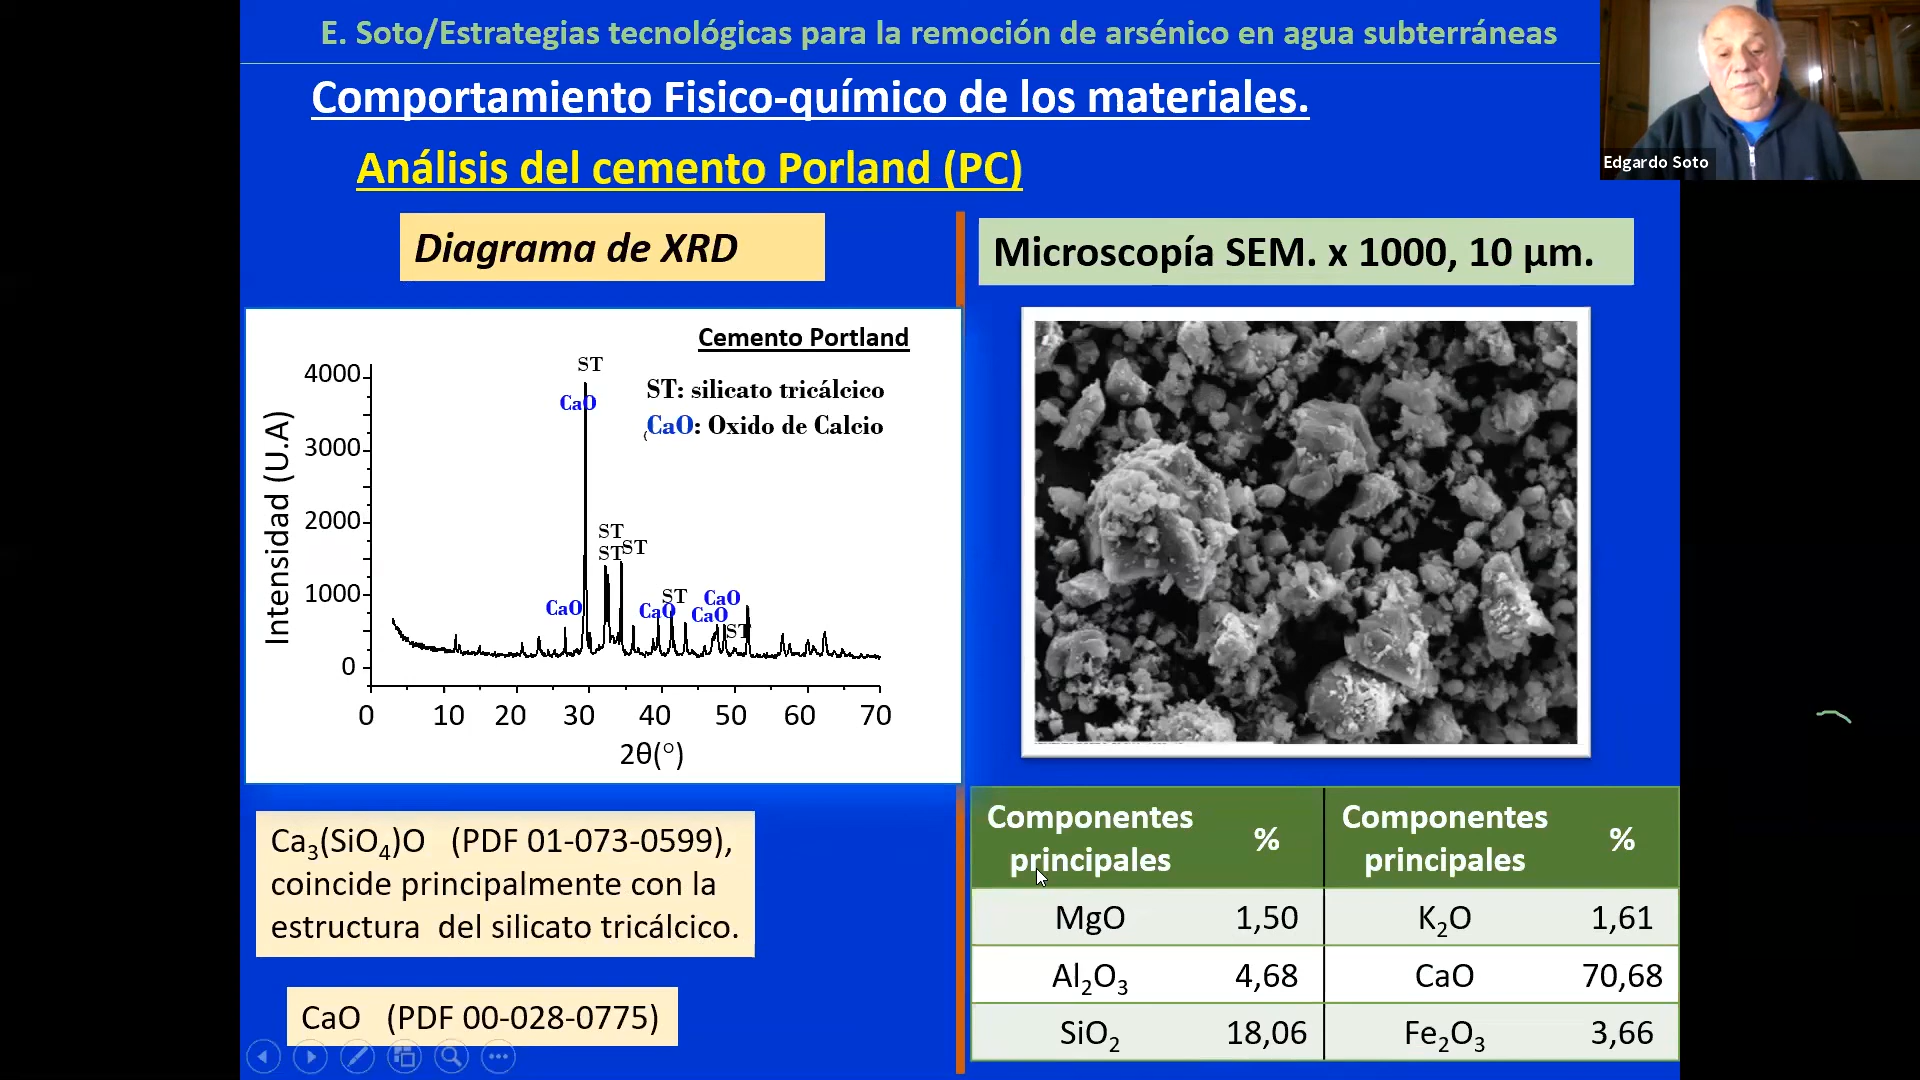 E. Soto/Estrategias tecnológicas para la remoción de arsénico en agua subterráneas
Comportamiento Fisico-químico de los materiales.
Análisis del cemento Porland (PC)
Edgardo Soto
Diagrama de XRD
Microscopía SEM. x 1000, 10 µm.
Cemento Portland
ST: silicato tricálcico
CaO: Oxido de Calcio
Intensidad (U.A)
4000
3000
2000
1000
0
ST
CaO
ST
ST ST
CaO
CaO ST
CaO
CaO
ST
0 10 20 30 40 50 60 70
2θ(°)
Ca₃(SiO₄)O (PDF 01-073-0599),
coincide principalmente con la
estructura del silicato tricálcico.
CaO (PDF 00-028-0775)
Componentes principales % Componentes principales %
MgO 1,50 K₂O 1,61
Al₂O₃ 4,68 CaO 70,68
SiO₂ 18,06 Fe₂O₃ 3,66